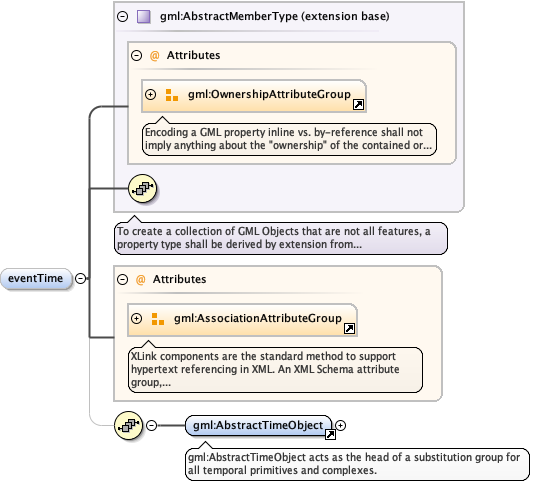 gml:AbstractMemberType (extension base)
@ Attributes
gml:OwnershipAttributeGroup
Encoding a GML property inline vs. by-reference shall not
imply anything about the "ownership" of the contained or...
To create a collection of GML Objects that are not all features, a
property type shall be derived by extension from...
eventTime
@ Attributes
gml:AssociationAttributeGroup
XLink components are the standard method to support
hypertext referencing in XML. An XML Schema attribute
group,...
gml:AbstractTimeObject
gml:AbstractTimeObject acts as the head of a substitution group for
all temporal primitives and complexes.